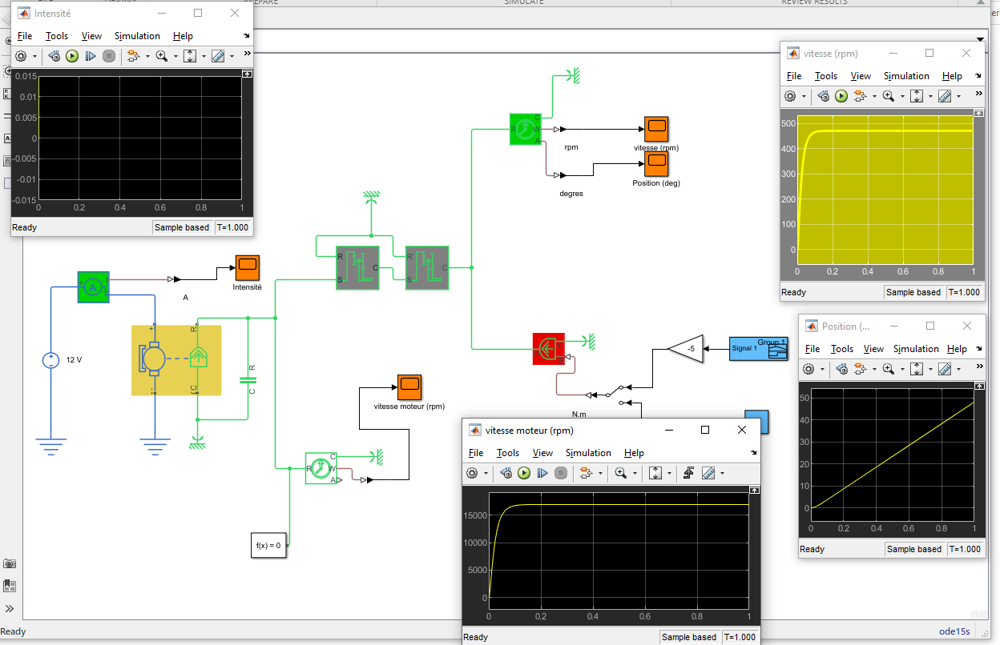 PREPARE
SIMULATE
REVIEW RESULTS
Intensité
File Tools View Simulation Help
0.015
0.01
0.005
0
-0.005
-0.01
-0.015
0 0.2 0.4 0.6 0.8 1
Ready Sample based T=1.000
vitesse (rpm)
File Tools View Simulation Help
500
400
300
200
100
0
0 0.2 0.4 0.6 0.8 1
Ready Sample based T=1.000
C
R W
A
rpm
vitesse (rpm)
degres
Position (deg)
R C
S
R C
S
A
Intensité
A
12 V
+ R
- C
R
C
vitesse moteur (rpm)
C
R W
A
f(x) = 0
-5
Group 1
Signal 1
N.m
Position (...
File Tools View Simulation Help
50
40
30
20
10
0
0 0.2 0.4 0.6 0.8 1
Ready Sample based T=1.000
vitesse moteur (rpm)
File Tools View Simulation Help
15000
10000
5000
0
0 0.2 0.4 0.6 0.8 1
Ready Sample based T=1.000
Ready
ode15s